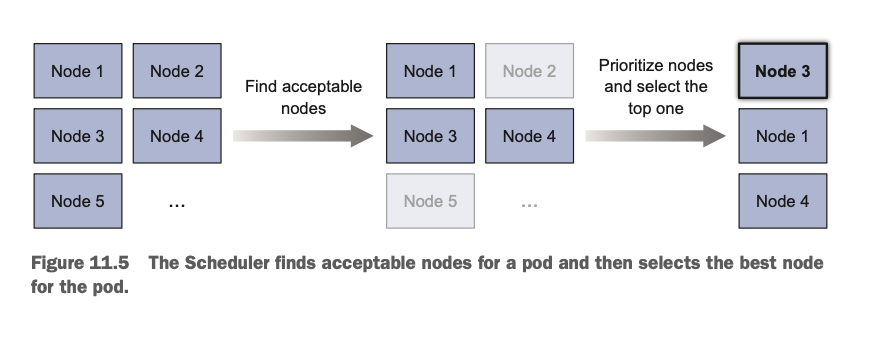 Node 1
Node 2
Node 3
Node 4
Node 5
...
Find acceptable
nodes
Node 1
Node 2
Node 3
Node 4
Node 5
...
Prioritize nodes
and select the
top one
Node 3
Node 1
Node 4
Figure 11.5 The Scheduler finds acceptable nodes for a pod and then selects the best node
for the pod.